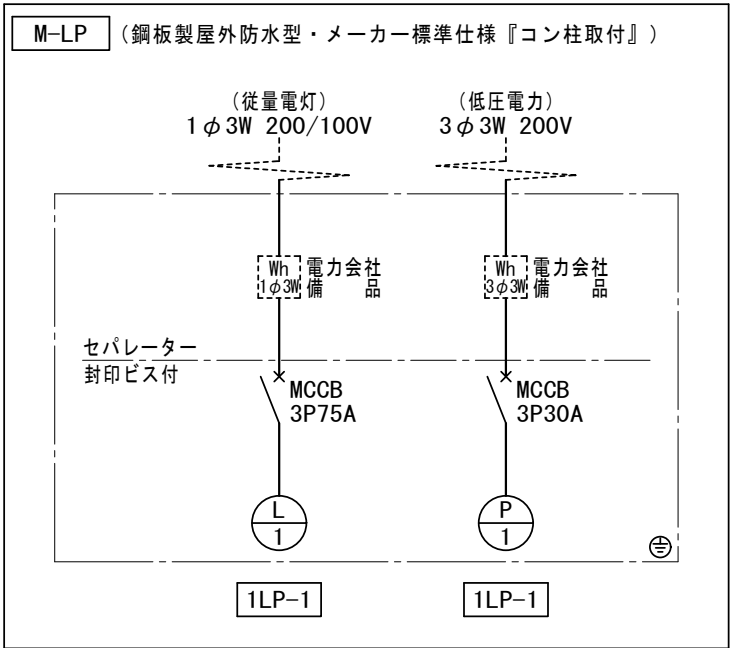 M-LP (鋼板製屋外防水型・メーカー標準仕様『コン柱取付』)
(従量電灯)
1φ3W 200/100V
(低圧電力)
3φ3W 200V
Wh
1φ3W
電力会社
備 品
Wh
3φ3W
電力会社
備 品
セパレーター
封印ビス付
MCCB
3P75A
MCCB
3P30A
L
1
P
1
1LP-1
1LP-1